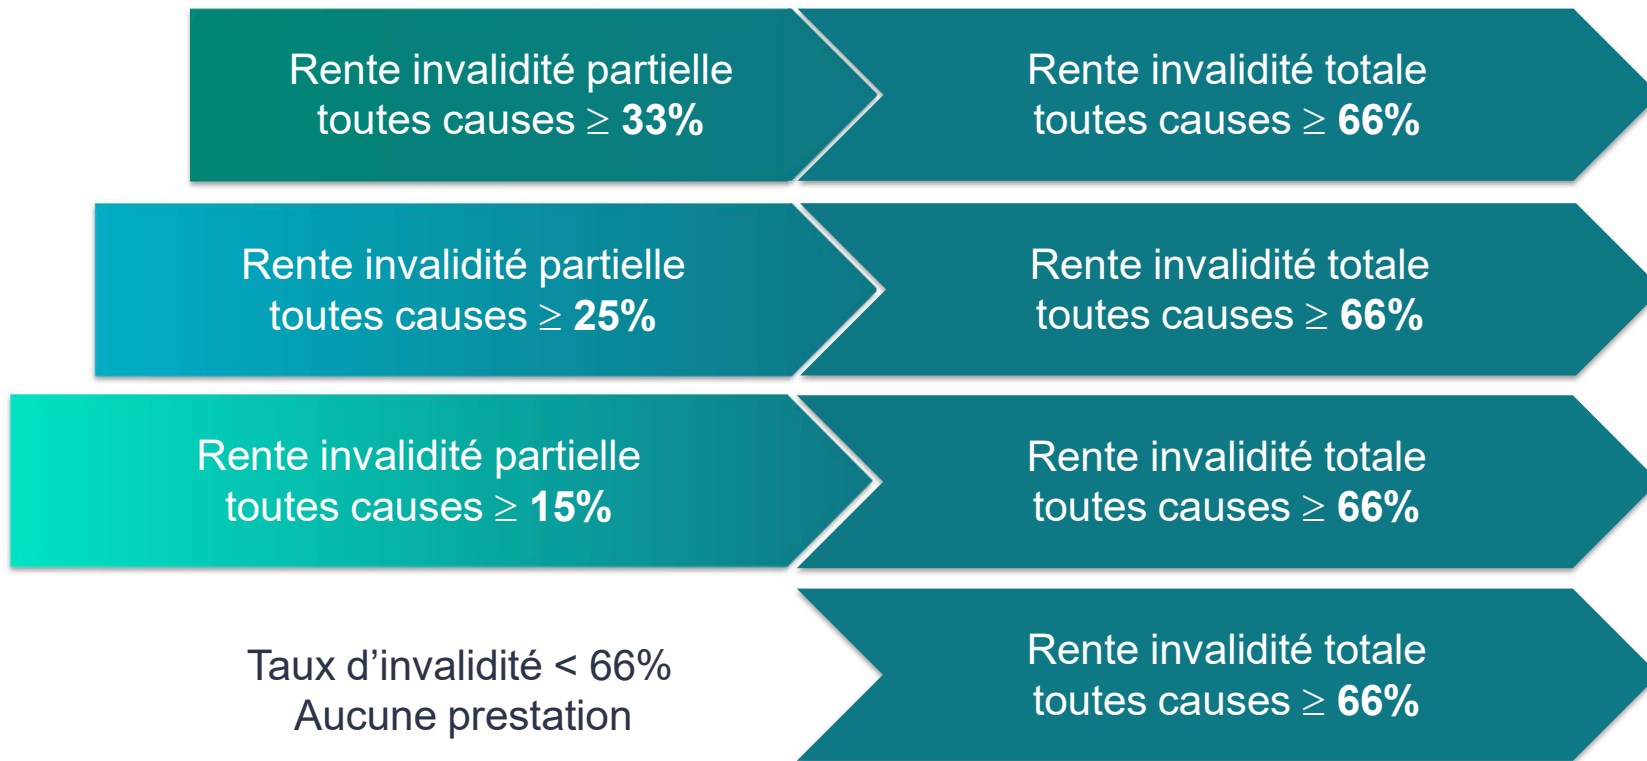 Rente invalidité partielle
toutes causes ≥ 33%
Rente invalidité totale
toutes causes ≥ 66%
Rente invalidité partielle
toutes causes ≥ 25%
Rente invalidité totale
toutes causes ≥ 66%
Rente invalidité partielle
toutes causes ≥ 15%
Rente invalidité totale
toutes causes ≥ 66%
Taux d’invalidité < 66%
Aucune prestation
Rente invalidité totale
toutes causes ≥ 66%